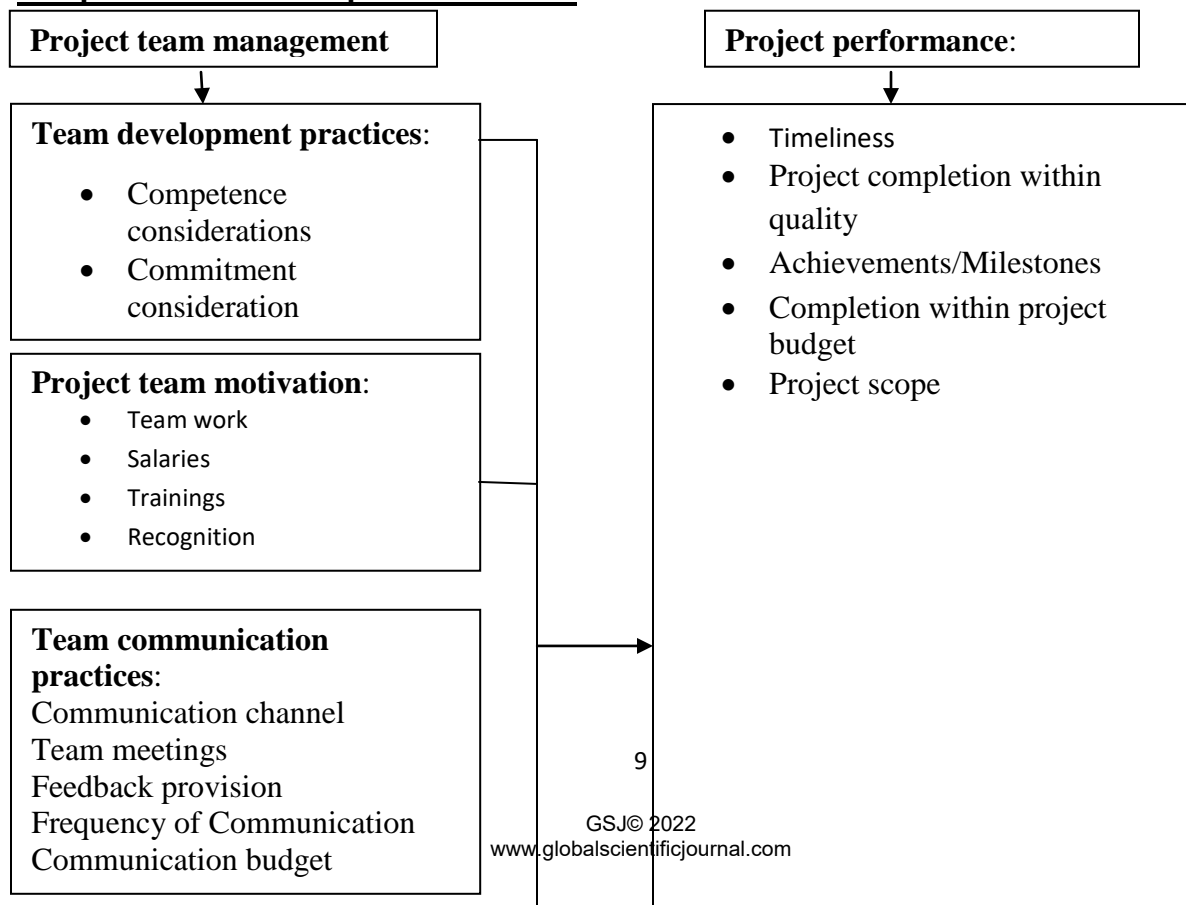 Project team management
Project performance:
Team development practices:
• Competence
considerations
• Commitment
consideration
Project team motivation:
• Team work
• Salaries
• Trainings
• Recognition
Team communication
practices:
Communication channel
Team meetings
Feedback provision
Frequency of Communication
Communication budget
• Timeliness
• Project completion within
quality
• Achievements/Milestones
• Completion within project
budget
• Project scope
9
GSJ© 2022
www.globalscientificjournal.com